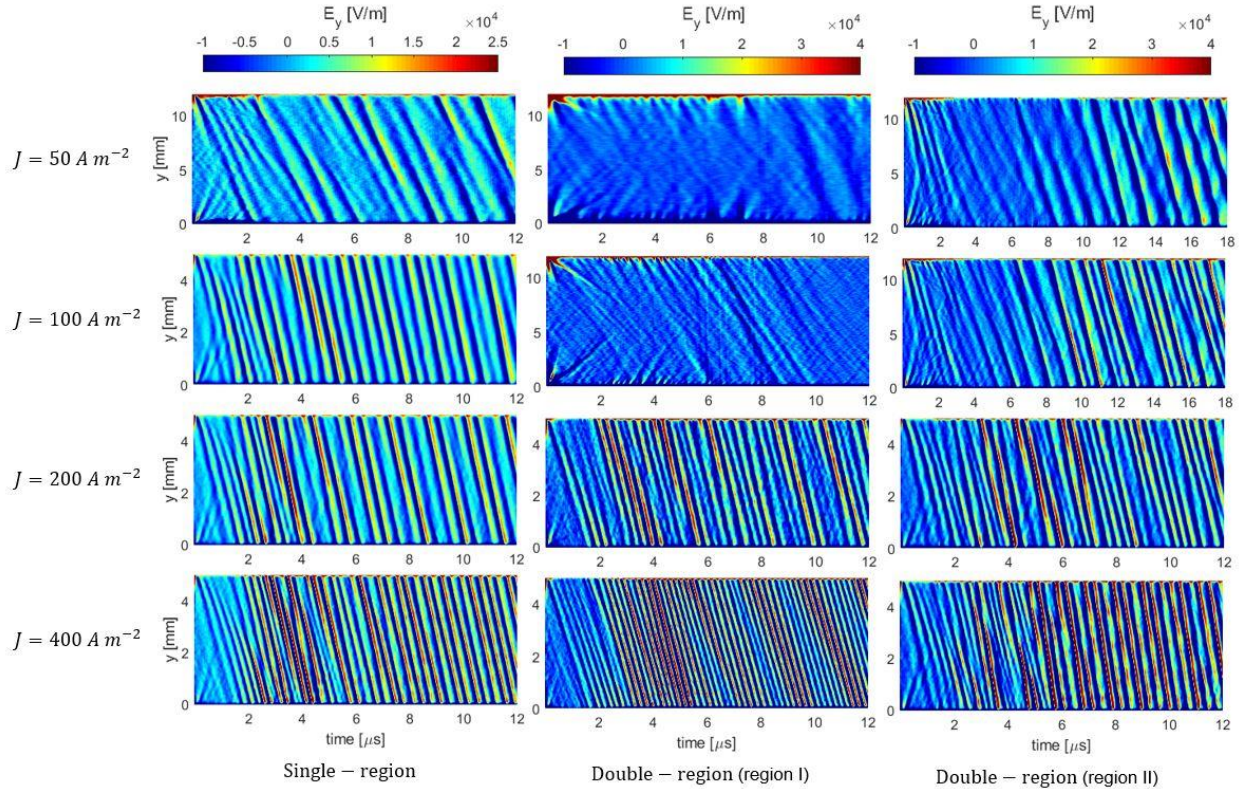 E_y [V/m] E_y [V/m] E_y [V/m]
×10^4 ×10^4 ×10^4
-1 -0.5 0 0.5 1 1.5 2 2.5 -1 0 1 2 3 4 -1 0 1 2 3 4
J = 50 A m^{-2}
y [mm]
10 10 10
5 5 5
0 0 0
2 4 6 8 10 12 2 4 6 8 10 12 2 4 6 8 10 12 14 16 18
J = 100 A m^{-2}
y [mm]
4 10 10
2 5 5
0 0 0
2 4 6 8 10 12 2 4 6 8 10 12 2 4 6 8 10 12 14 16 18
J = 200 A m^{-2}
y [mm]
4 4 4
2 2 2
0 0 0
2 4 6 8 10 12 2 4 6 8 10 12 2 4 6 8 10 12
J = 400 A m^{-2}
y [mm]
4 4 4
2 2 2
0 0 0
2 4 6 8 10 12 2 4 6 8 10 12 2 4 6 8 10 12
time [μs] time [μs] time [μs]
Single − region Double − region (region I) Double − region (region II)